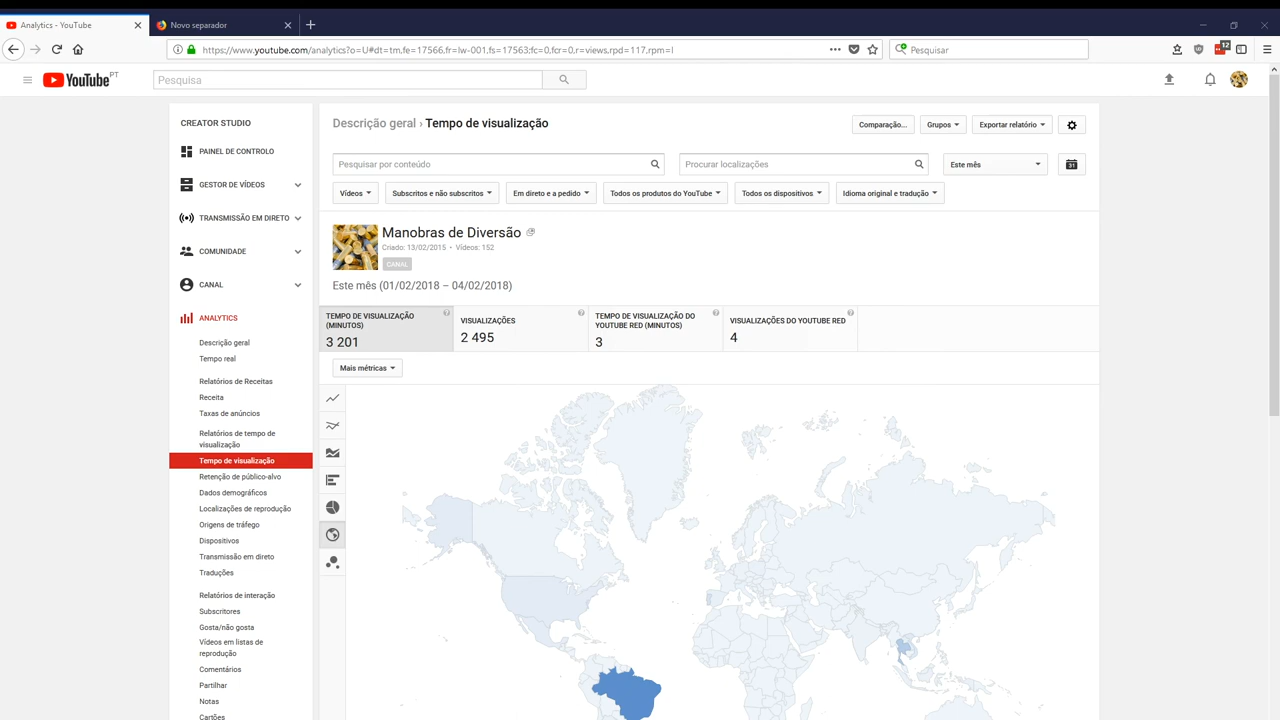 Analytics - YouTube
Novo separador
https://www.youtube.com/analytics?o=U#dt=tm,fe=17566,fr=lw-001,fs=17563;fc=0,fcr=0,r=views,rpd=117,rpm=l
Pesquisar
12
YouTube PT
Pesquisa
CREATOR STUDIO
PAINEL DE CONTROLO
GESTOR DE VÍDEOS
TRANSMISSÃO EM DIRETO
COMUNIDADE
CANAL
ANALYTICS
Descrição geral
Tempo real
Relatórios de Receitas
Receita
Taxas de anúncios
Relatórios de tempo de
visualização
Tempo de visualização
Retenção de público-alvo
Dados demográficos
Localizações de reprodução
Origens de tráfego
Dispositivos
Transmissão em direto
Traduções
Relatórios de interação
Subscritores
Gosta/não gosta
Vídeos em listas de
reprodução
Comentários
Partilhar
Notas
Cartões
Descrição geral › Tempo de visualização
Comparação...
Grupos
Exportar relatório
Pesquisar por conteúdo
Procurar localizações
Este mês
31
Vídeos
Subscritos e não subscritos
Em direto e a pedido
Todos os produtos do YouTube
Todos os dispositivos
Idioma original e tradução
Manobras de Diversão
Criado: 13/02/2015 • Vídeos: 152
CANAL
Este mês (01/02/2018 – 04/02/2018)
TEMPO DE VISUALIZAÇÃO
(MINUTOS)
3 201
VISUALIZAÇÕES
2 495
TEMPO DE VISUALIZAÇÃO DO
YOUTUBE RED (MINUTOS)
3
VISUALIZAÇÕES DO YOUTUBE RED
4
Mais métricas